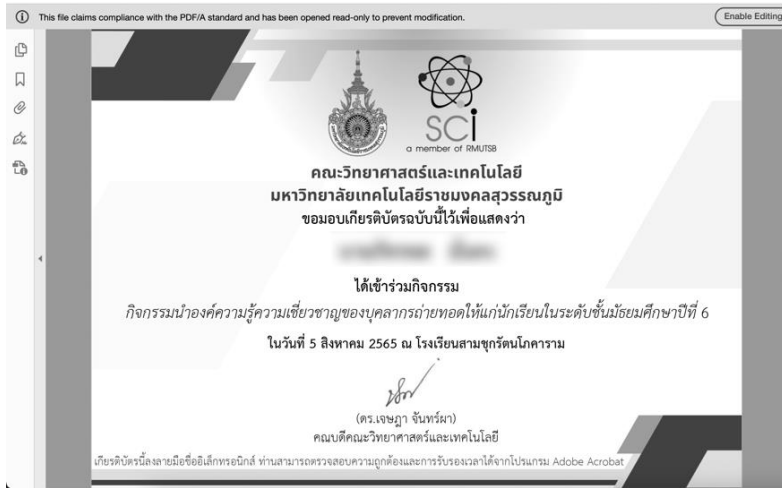 This file claims compliance with the PDF/A standard and has been opened read-only to prevent modification.
Enable Editing
SCi
a member of RMUTSB
คณะวิทยาศาสตร์และเทคโนโลยี
มหาวิทยาลัยเทคโนโลยีราชมงคลสุวรรณภูมิ
ขอมอบเกียรติบัตรฉบับนี้ไว้เพื่อแสดงว่า
ได้เข้าร่วมกิจกรรม
กิจกรรมนำองค์ความรู้ความเชี่ยวชาญของบุคลากรถ่ายทอดให้แก่นักเรียนในระดับชั้นมัธยมศึกษาปีที่ 6
ในวันที่ 5 สิงหาคม 2565 ณ โรงเรียนสามชุกรัตนโภคาราม
(ดร.เจษฎา จันทร์ผา)
คณบดีคณะวิทยาศาสตร์และเทคโนโลยี
เกียรติบัตรนี้ลงลายมือชื่ออิเล็กทรอนิกส์ ท่านสามารถตรวจสอบความถูกต้องและการรับรองเวลาได้จากโปรแกรม Adobe Acrobat